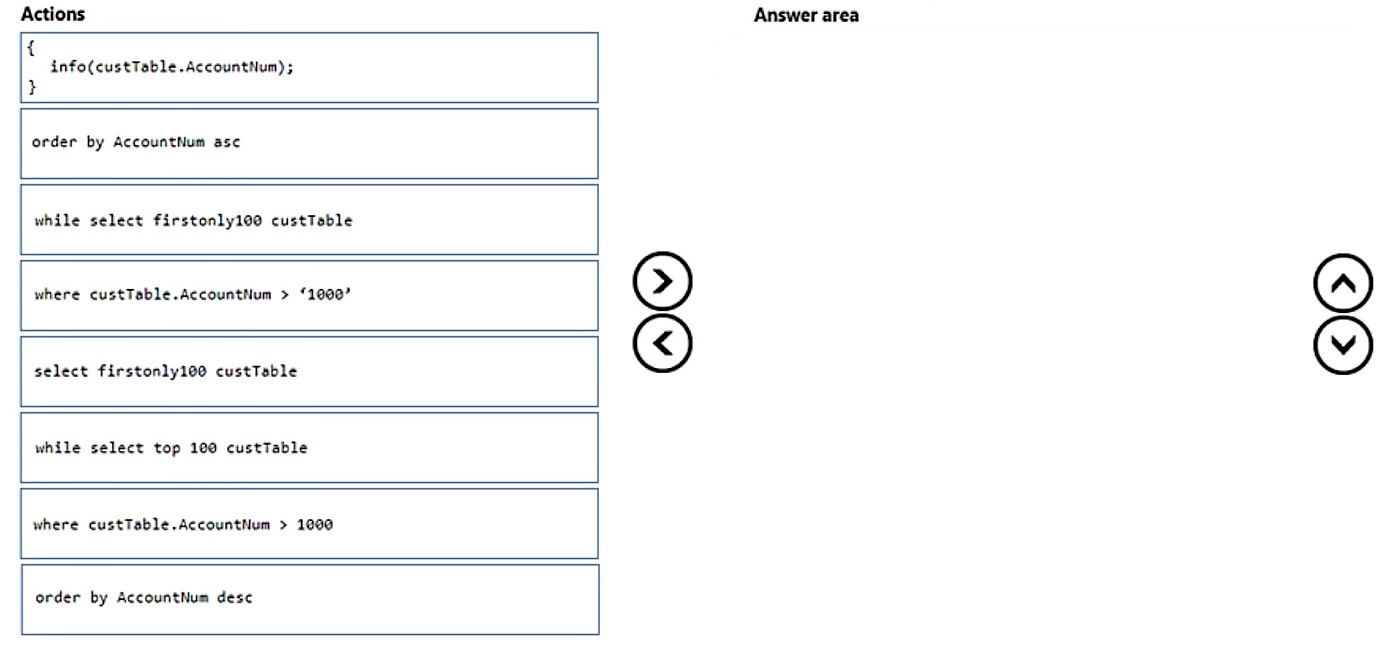 Actions
Answer area
{
info(custTable.AccountNum);
}
order by AccountNum asc
while select firstonly100 custTable
where custTable.AccountNum > ‘1000’
select firstonly100 custTable
while select top 100 custTable
where custTable.AccountNum > 1000
order by AccountNum desc